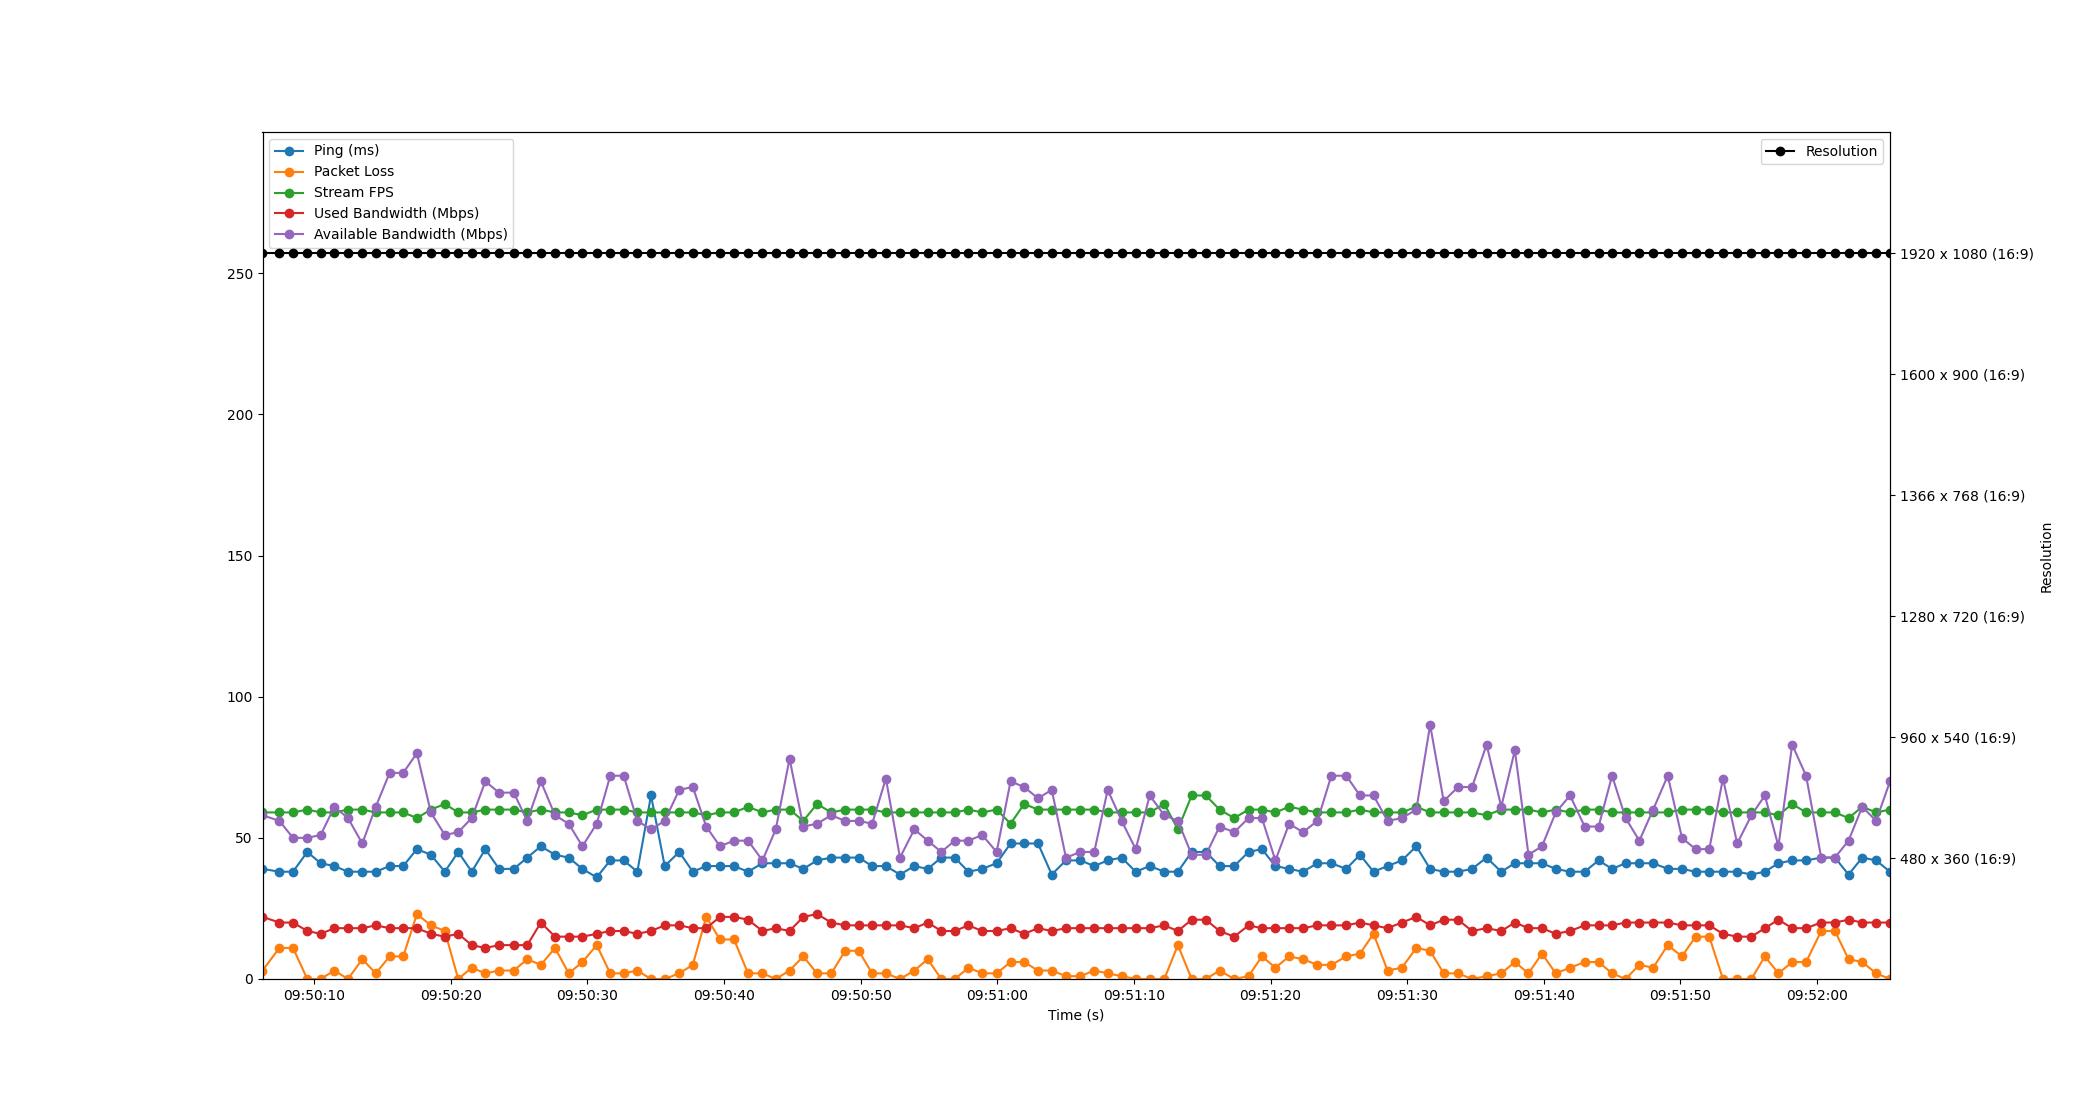 Ping (ms)
Packet Loss
Stream FPS
Used Bandwidth (Mbps)
Available Bandwidth (Mbps)
Resolution
250
200
150
100
50
0
1920 x 1080 (16:9)
1600 x 900 (16:9)
1366 x 768 (16:9)
1280 x 720 (16:9)
960 x 540 (16:9)
480 x 360 (16:9)
Resolution
09:50:10 09:50:20 09:50:30 09:50:40 09:50:50 09:51:00 09:51:10 09:51:20 09:51:30 09:51:40 09:51:50 09:52:00
Time (s)